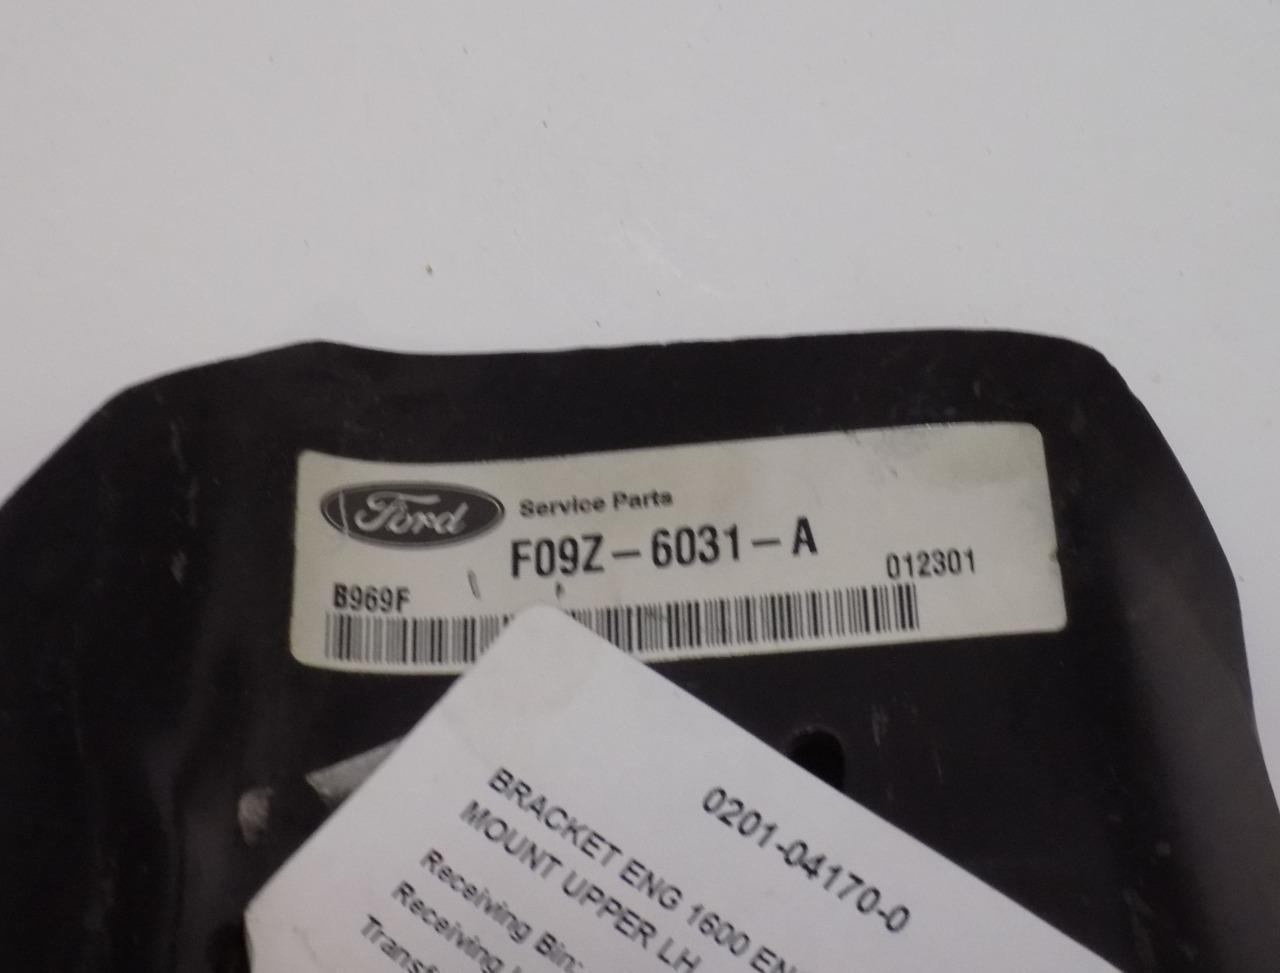 Ford
Service Parts
F09Z-6031-A
B969F
012301
0201-04170-0
BRACKET ENG 1600 
MOUNT UPPER LH
Receiving Bin:
Receiving